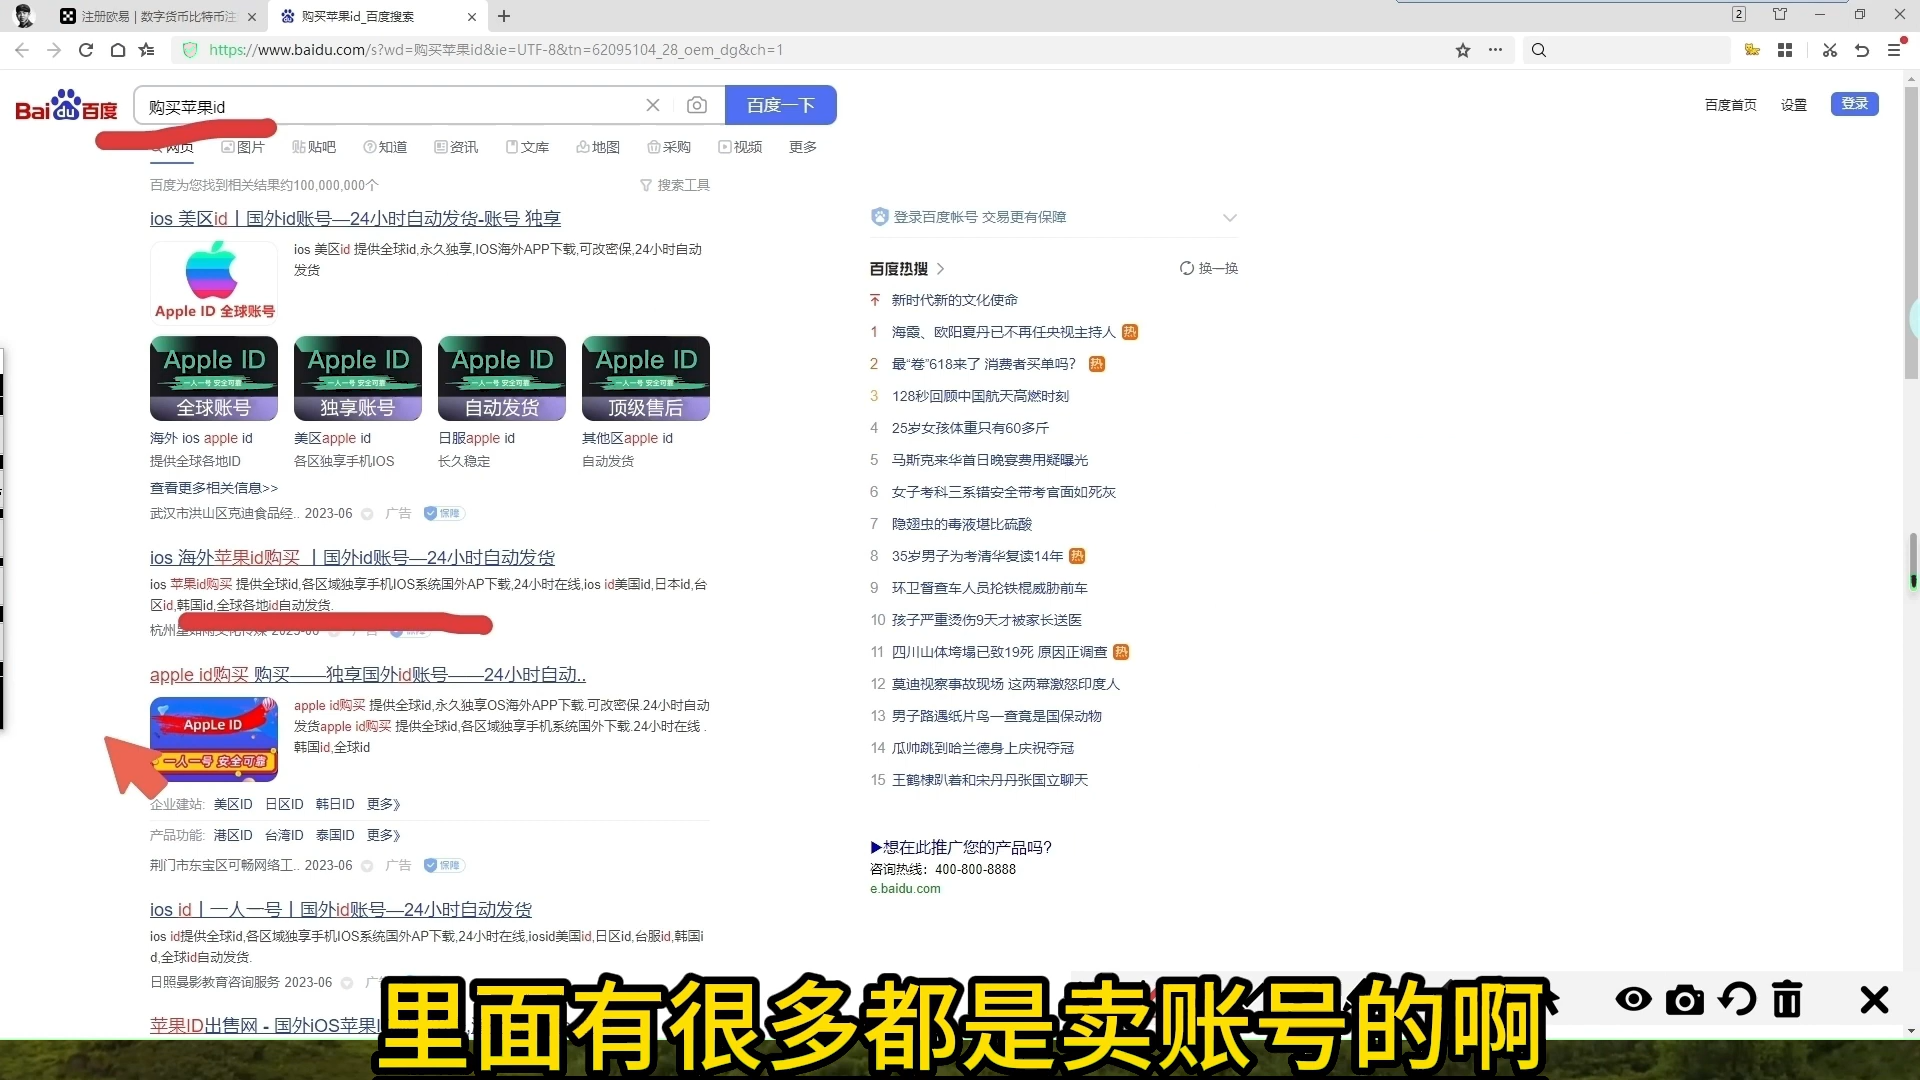 注册欧易 | 数字货币比特币注
购买苹果id_百度搜索
2
https://www.baidu.com/s?wd=购买苹果id&ie=UTF-8&tn=62095104_28_oem_dg&ch=1
Bai du 百度
购买苹果id
百度一下
百度首页
设置
登录
网页
图片
贴吧
知道
资讯
文库
地图
采购
视频
更多
百度为您找到相关结果约100,000,000个
搜索工具
ios 美区id丨国外id账号—24小时自动发货-账号 独享
Apple ID 全球账号
ios 美区id 提供全球id,永久独享,IOS海外APP下载,可改密保,24小时自动
发货
Apple ID
一人一号 安全可靠
全球账号
Apple ID
一人一号 安全可靠
独享账号
Apple ID
一人一号 安全可靠
自动发货
Apple ID
一人一号 安全可靠
顶级售后
海外 ios apple id
美区apple id
日服apple id
其他区apple id
提供全球各地ID
各区独享手机IOS
长久稳定
自动发货
查看更多相关信息>>
武汉市洪山区克迪食品经.. 2023-06
广告
保障
ios 海外苹果id购买 丨国外id账号—24小时自动发货
ios 苹果id购买 提供全球id,各区域独享手机IOS系统国外AP下载,24小时在线,ios id美国id,日本id,台
区id,韩国id,全球各地id自动发货.
apple id购买 购买——独享国外id账号——24小时自动..
AppLe ID
一人一号 安全可靠
apple id购买 提供全球id,永久独享OS海外APP下载.可改密保.24小时自动
发货apple id购买 提供全球id,各区域独享手机系统国外下载.24小时在线 .
韩国id,全球id
企业建站: 美区ID 日区ID 韩日ID 更多》
产品功能: 港区ID 台湾ID 泰国ID 更多》
荆门市东宝区可畅网络工.. 2023-06
广告
保障
ios id丨一人一号丨国外id账号—24小时自动发货
ios id提供全球id,各区域独享手机IOS系统国外AP下载,24小时在线,iosid美国id,日区id,台服id,韩国i
d,全球id自动发货.
日照曼影教育咨询服务 2023-06
苹果ID出售网 - 国外iOS苹果I
登录百度帐号 交易更有保障
百度热搜
换一换
新时代新的文化使命
1 海霞、欧阳夏丹已不再任央视主持人 热
2 最“卷”618来了 消费者买单吗? 热
3 128秒回顾中国航天高燃时刻
4 25岁女孩体重只有60多斤
5 马斯克来华首日晚宴费用疑曝光
6 女子考科三系错安全带考官面如死灰
7 隐翅虫的毒液堪比硫酸
8 35岁男子为考清华复读14年 热
9 环卫督查车人员抡铁棍威胁前车
10 孩子严重烫伤9天才被家长送医
11 四川山体垮塌已致19死 原因正调查 热
12 莫迪视察事故现场 这两幕激怒印度人
13 男子路遇纸片鸟一查竟是国保动物
14 瓜帅跳到哈兰德身上庆祝夺冠
15 王鹤棣趴着和宋丹丹张国立聊天
▶想在此推广您的产品吗?
咨询热线：400-800-8888
e.baidu.com
里面有很多都是卖账号的啊